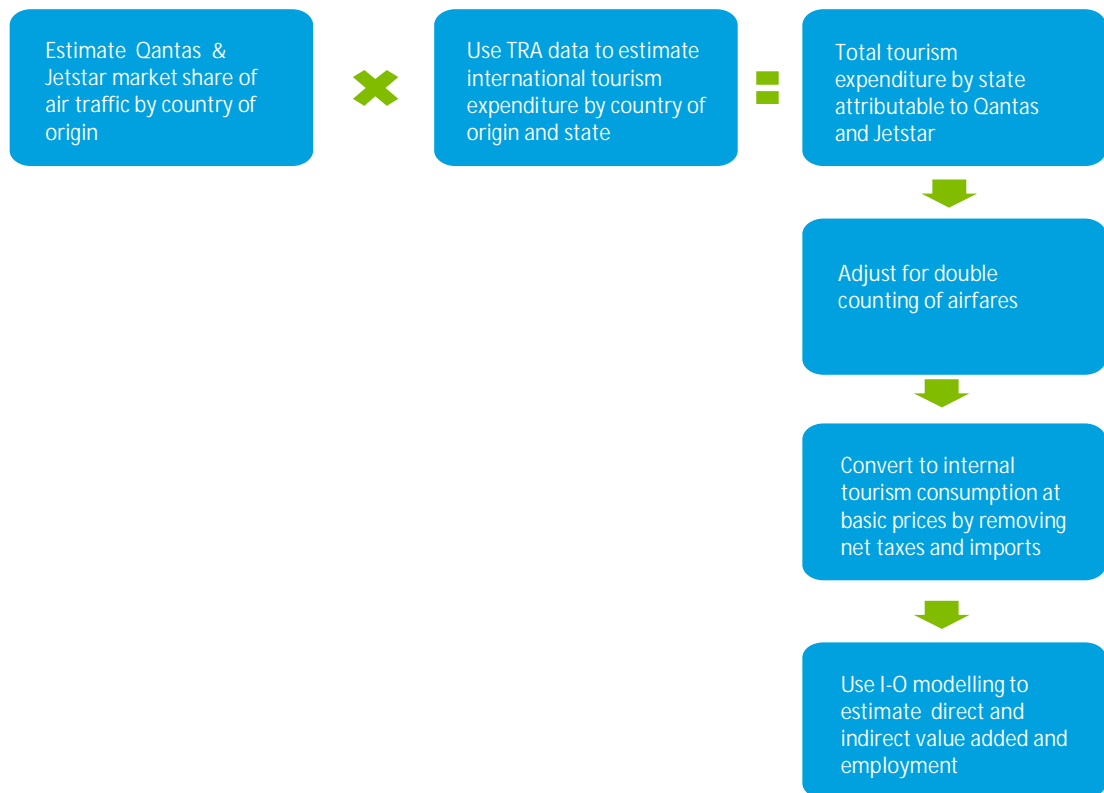 Estimate Qantas &
Jetstar market share of
air traffic by country of
origin
Use TRA data to estimate
international tourism
expenditure by country of
origin and state
Total tourism
expenditure by state
attributable to Qantas
and Jetstar
Adjust for double
counting of airfares
Convert to internal
tourism consumption at
basic prices by removing
net taxes and imports
Use I-O modelling to
estimate direct and
indirect value added and
employment